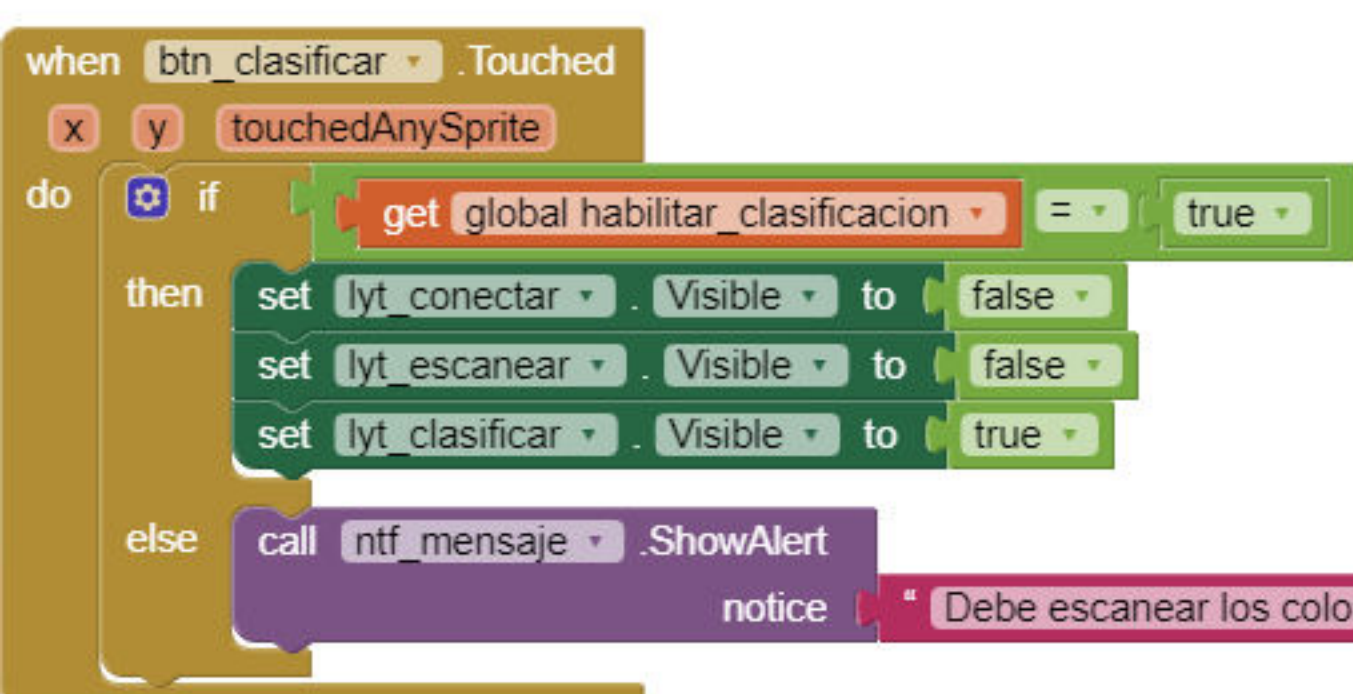 when btn_clasificar .Touched
x y touchedAnySprite
do if get global habilitar_clasificacion = true
then set lyt_conectar . Visible to false
set lyt_escanear . Visible to false
set lyt_clasificar . Visible to true
else call ntf_mensaje .ShowAlert
notice “ Debe escanear los colo